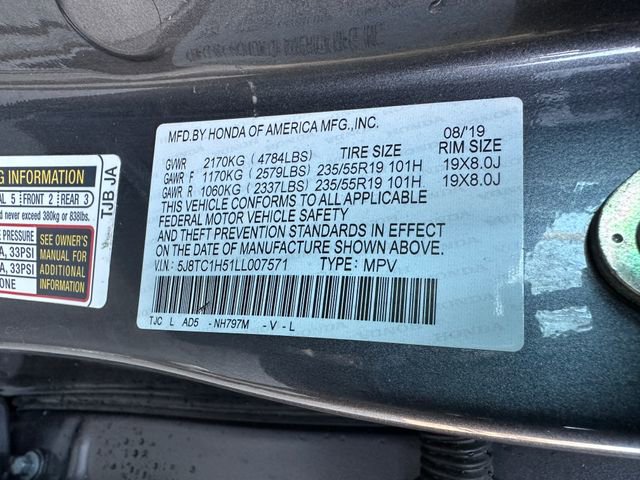 MFD.BY HONDA OF AMERICA MFG.,INC. 08/'19
GVWR 2170KG (4784LBS) TIRE SIZE RIM SIZE
GAWR F 1170KG (2579LBS) 235/55R19 101H 19X8.0J
GAWR R 1060KG (2337LBS) 235/55R19 101H 19X8.0J
THIS VEHICLE CONFORMS TO ALL APPLICABLE
FEDERAL MOTOR VEHICLE SAFETY
AND THEFT PREVENTION STANDARDS IN EFFECT
ON THE DATE OF MANUFACTURE SHOWN ABOVE.
V.I.N: 5J8TC1H51LL007571 TYPE: MPV
TJC L AD5 -NH797M -V-L
INFORMATION
5 FRONT 2 REAR 3
never exceed 380kg or 838lbs.
PRESSURE
33PSI
33PSI
ONE
SEE OWNER'S
MANUAL FOR
ADDITIONAL
INFORMATION
TJB JA